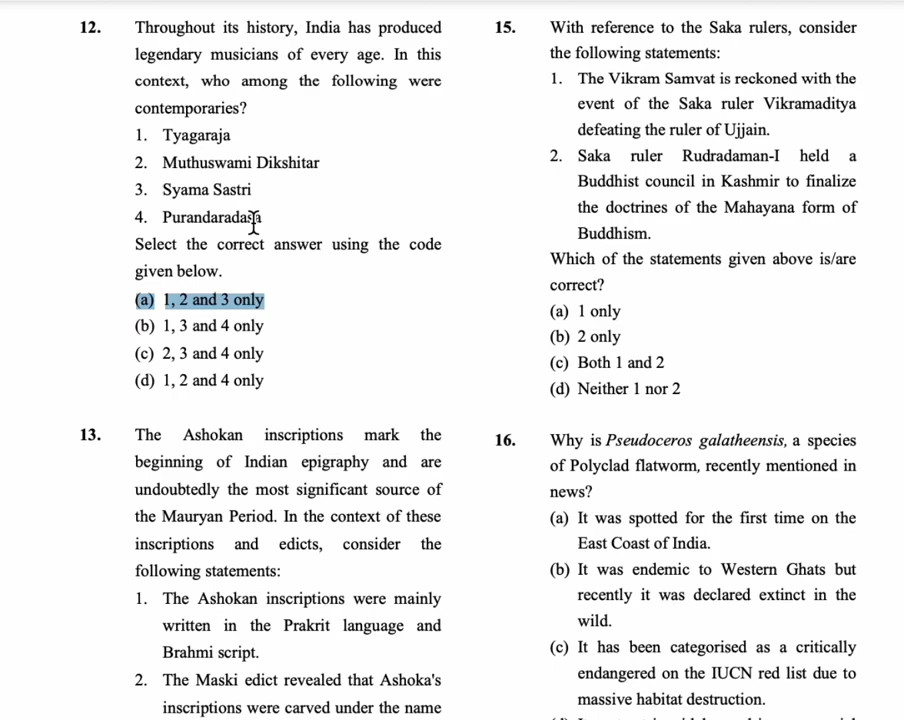 12. Throughout its history, India has produced
legendary musicians of every age. In this
context, who among the following were
contemporaries?
1. Tyagaraja
2. Muthuswami Dikshitar
3. Syama Sastri
4. Purandaradasa
Select the correct answer using the code
given below.
(a) 1, 2 and 3 only
(b) 1, 3 and 4 only
(c) 2, 3 and 4 only
(d) 1, 2 and 4 only
13. The Ashokan inscriptions mark the
beginning of Indian epigraphy and are
undoubtedly the most significant source of
the Mauryan Period. In the context of these
inscriptions and edicts, consider the
following statements:
1. The Ashokan inscriptions were mainly
written in the Prakrit language and
Brahmi script.
2. The Maski edict revealed that Ashoka's
inscriptions were carved under the name
15. With reference to the Saka rulers, consider
the following statements:
1. The Vikram Samvat is reckoned with the
event of the Saka ruler Vikramaditya
defeating the ruler of Ujjain.
2. Saka ruler Rudradaman-I held a
Buddhist council in Kashmir to finalize
the doctrines of the Mahayana form of
Buddhism.
Which of the statements given above is/are
correct?
(a) 1 only
(b) 2 only
(c) Both 1 and 2
(d) Neither 1 nor 2
16. Why is Pseudoceros galatheensis, a species
of Polyclad flatworm, recently mentioned in
news?
(a) It was spotted for the first time on the
East Coast of India.
(b) It was endemic to Western Ghats but
recently it was declared extinct in the
wild.
(c) It has been categorised as a critically
endangered on the IUCN red list due to
massive habitat destruction.